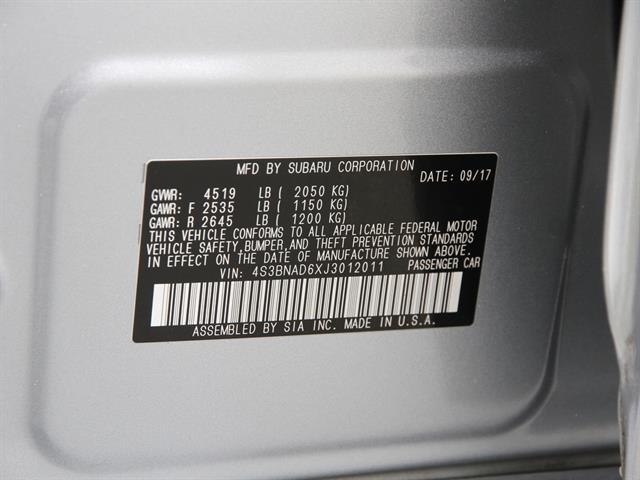 MFD BY SUBARU CORPORATION
DATE: 09/17
GVWR: 4519 LB ( 2050 KG)
GAWR: F 2535 LB ( 1150 KG)
GAWR: R 2645 LB ( 1200 KG)
THIS VEHICLE CONFORMS TO ALL APPLICABLE FEDERAL MOTOR
VEHICLE SAFETY, BUMPER, AND THEFT PREVENTION STANDARDS
IN EFFECT ON THE DATE OF MANUFACTURE SHOWN ABOVE.
VIN: 4S3BNAD6XJ3012011 PASSENGER CAR
ASSEMBLED BY SIA INC. MADE IN U.S.A.